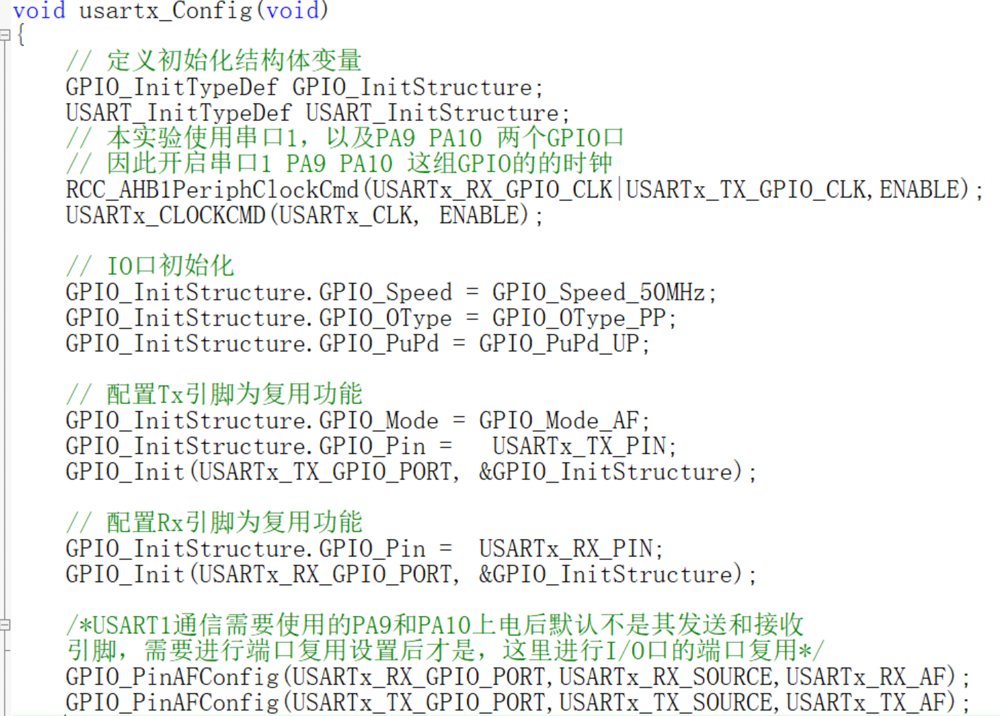 void usartx_Config(void)
{
    // 定义初始化结构体变量
    GPIO_InitTypeDef GPIO_InitStructure;
    USART_InitTypeDef USART_InitStructure;
    // 本实验使用串口1，以及PA9 PA10 两个GPIO口
    // 因此开启串口1 PA9 PA10 这组GPIO的的时钟
    RCC_AHB1PeriphClockCmd(USARTx_RX_GPIO_CLK|USARTx_TX_GPIO_CLK,ENABLE);
    USARTx_CLOCKCMD(USARTx_CLK, ENABLE);

    // IO口初始化
    GPIO_InitStructure.GPIO_Speed = GPIO_Speed_50MHz;
    GPIO_InitStructure.GPIO_OType = GPIO_OType_PP;
    GPIO_InitStructure.GPIO_PuPd = GPIO_PuPd_UP;

    // 配置Tx引脚为复用功能
    GPIO_InitStructure.GPIO_Mode = GPIO_Mode_AF;
    GPIO_InitStructure.GPIO_Pin =   USARTx_TX_PIN;
    GPIO_Init(USARTx_TX_GPIO_PORT, &GPIO_InitStructure);

    // 配置Rx引脚为复用功能
    GPIO_InitStructure.GPIO_Pin =  USARTx_RX_PIN;
    GPIO_Init(USARTx_RX_GPIO_PORT, &GPIO_InitStructure);

    /*USART1通信需要使用的PA9和PA10上电后默认不是其发送和接收
    引脚，需要进行端口复用设置后才是，这里进行I/O口的端口复用*/
    GPIO_PinAFConfig(USARTx_RX_GPIO_PORT,USARTx_RX_SOURCE,USARTx_RX_AF);
    GPIO_PinAFConfig(USARTx_TX_GPIO_PORT,USARTx_TX_SOURCE,USARTx_TX_AF);